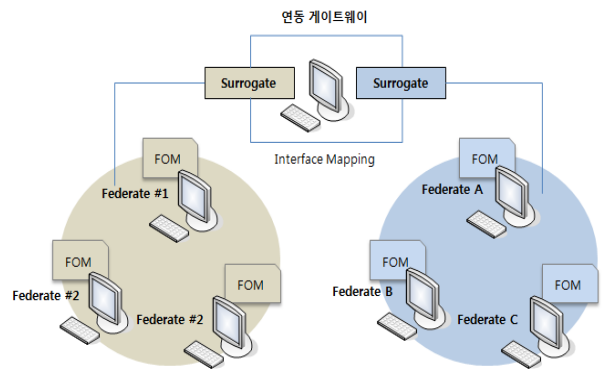 연동 게이트웨이
Surrogate
Surrogate
Interface Mapping
FOM
Federate #1
FOM
Federate #2
FOM
Federate #2
FOM
Federate A
FOM
Federate B
FOM
Federate C